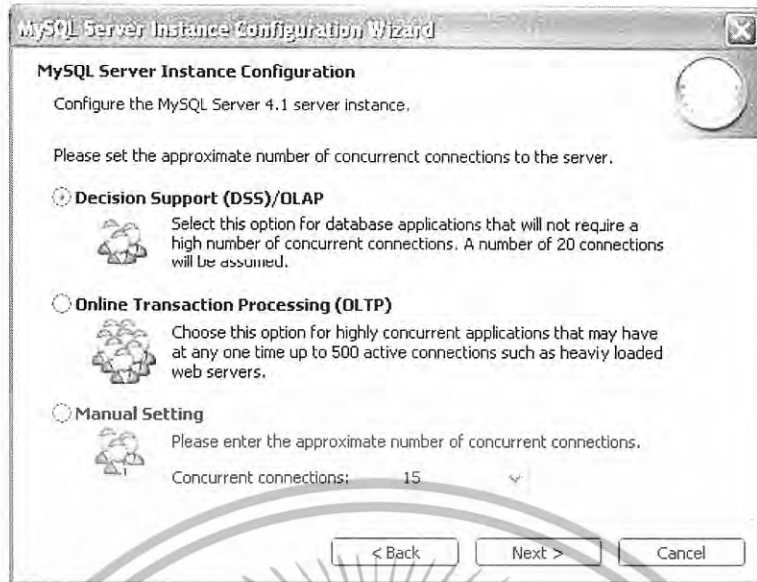 MySQL Server Instance Configuration Wizard
MySQL Server Instance Configuration
Configure the MySQL Server 4.1 server instance.
Please set the approximate number of concurrenct connections to the server.
Decision Support (DSS)/OLAP
Select this option for database applications that will not require a
high number of concurrent connections. A number of 20 connections
will be assumed.
Online Transaction Processing (OLTP)
Choose this option for highly concurrent applications that may have
at any one time up to 500 active connections such as heavily loaded
web servers.
Manual Setting
Please enter the approximate number of concurrent connections.
Concurrent connections: 15
< Back Next > Cancel